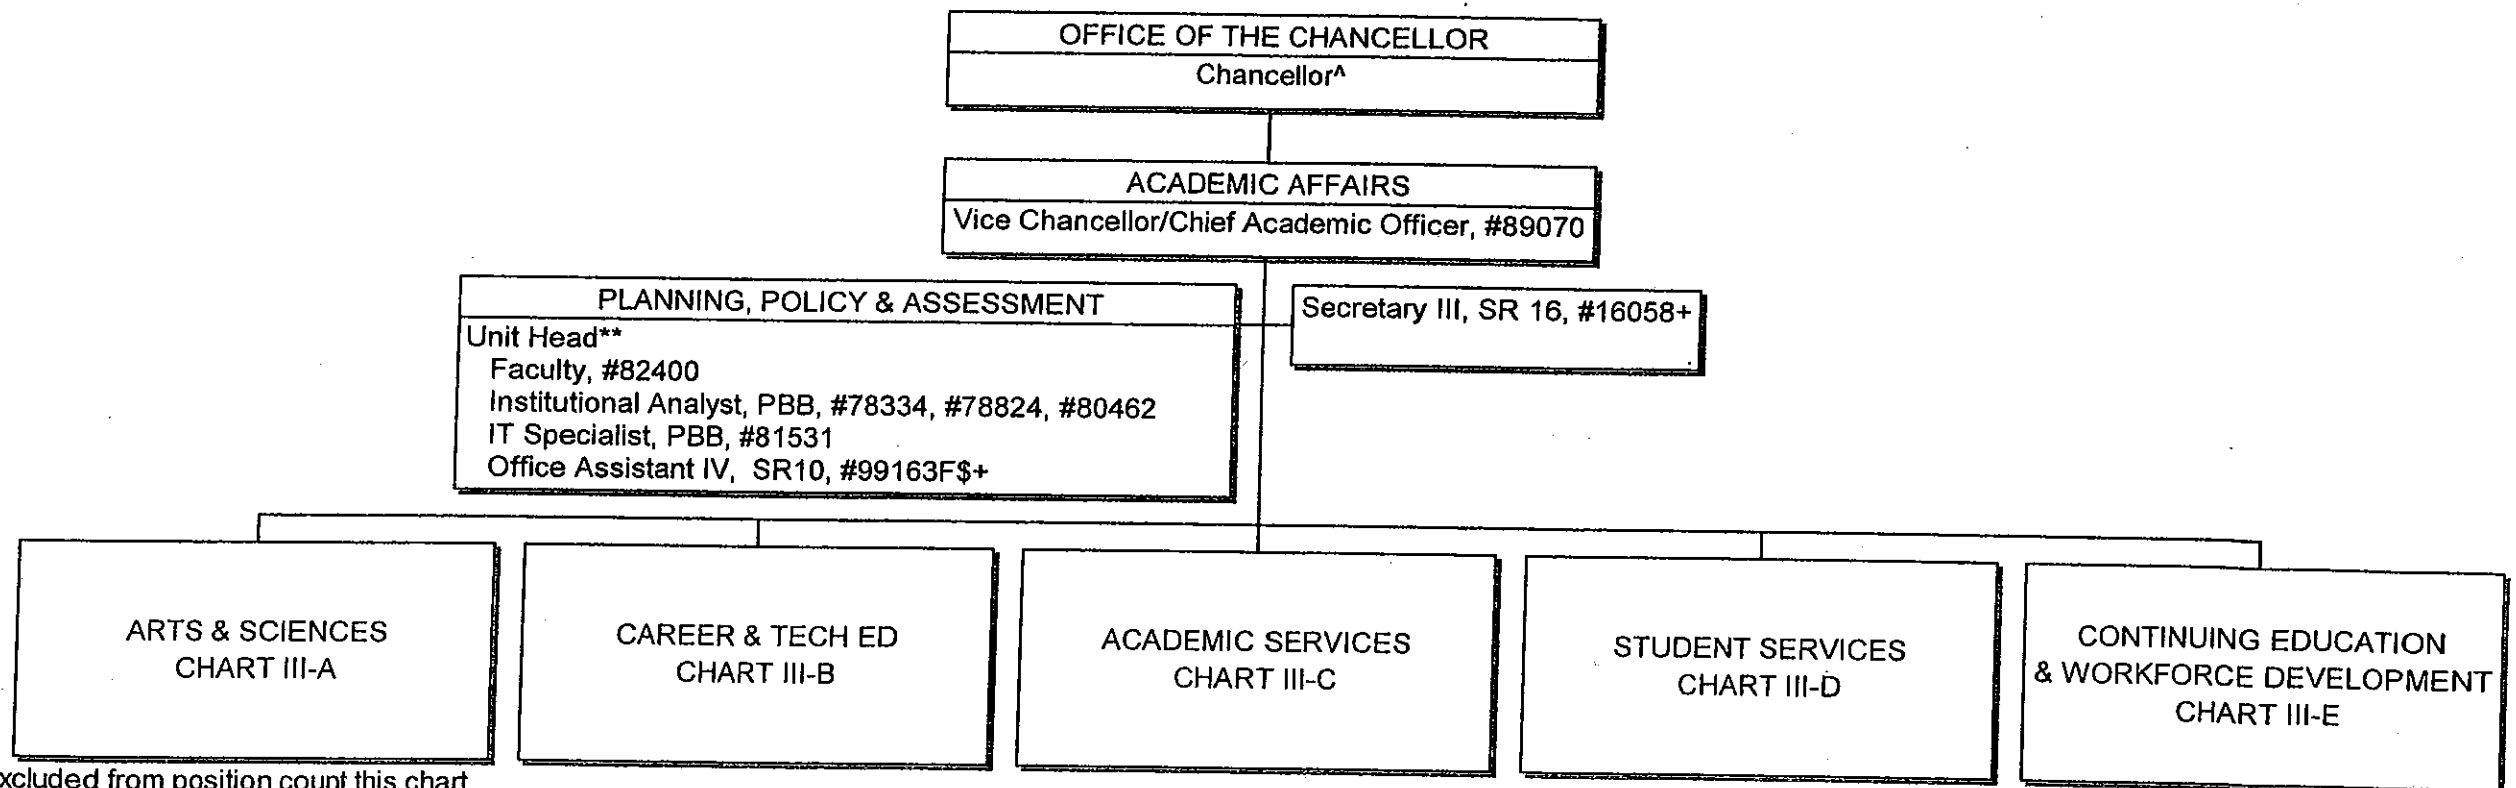 OFFICE OF THE CHANCELLOR
Chancellor^
ACADEMIC AFFAIRS
Vice Chancellor/Chief Academic Officer, #89070
PLANNING, POLICY & ASSESSMENT
Unit Head**
Faculty, #82400
Institutional Analyst, PBB, #78334, #78824, #80462
IT Specialist, PBB, #81531
Office Assistant IV, SR10, #99163F$+
Secretary III, SR 16, #16058+
ARTS & SCIENCES
CHART III-A
CAREER & TECH ED
CHART III-B
ACADEMIC SERVICES
CHART III-C
STUDENT SERVICES
CHART III-D
CONTINUING EDUCATION
& WORKFORCE DEVELOPMENT
CHART III-E
from position count this chart